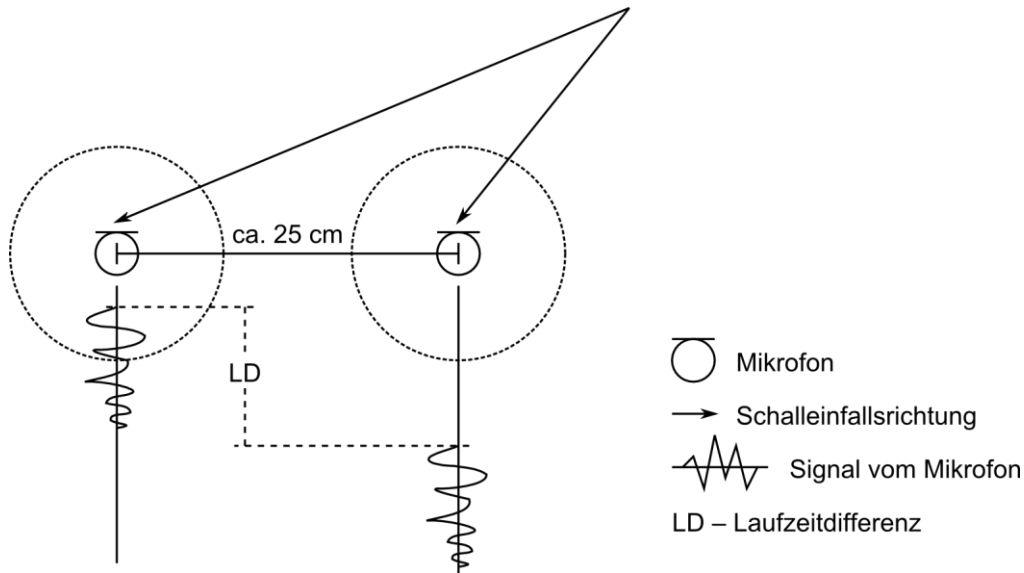 ca. 25 cm
LD
Mikrofon
Schalleinfallsrichtung
Signal vom Mikrofon
LD – Laufzeitdifferenz